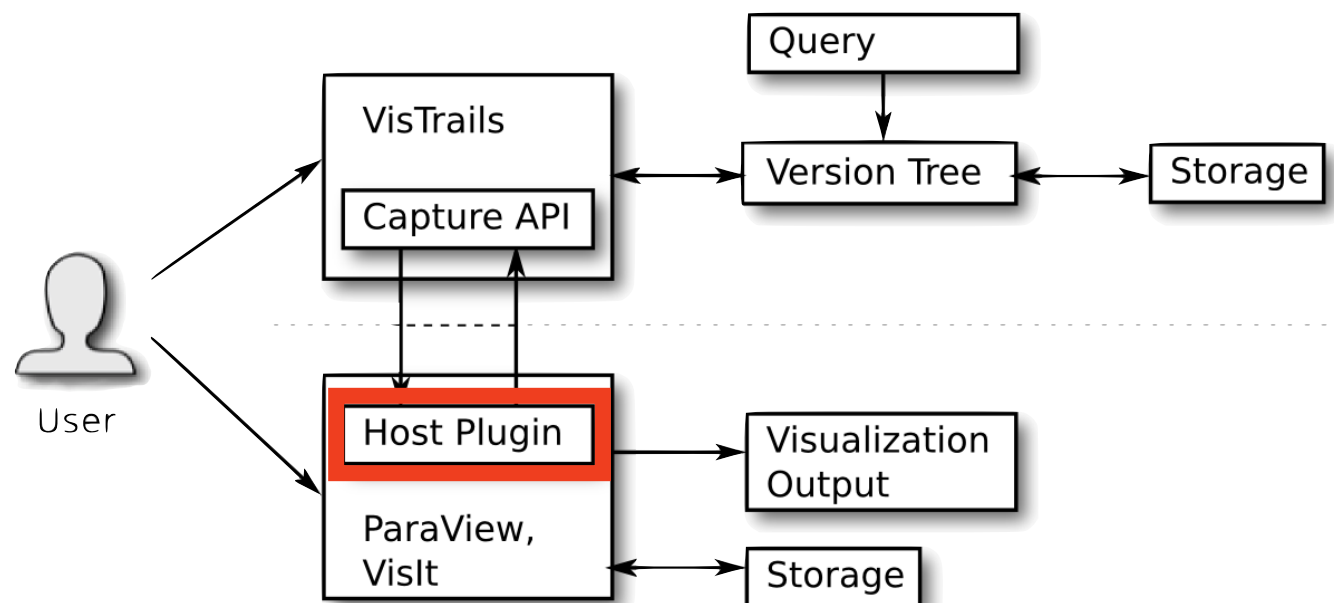 Query
VisTrails
Version Tree
Storage
Capture API
User
Host Plugin
Visualization
Output
ParaView,
VisIt
Storage